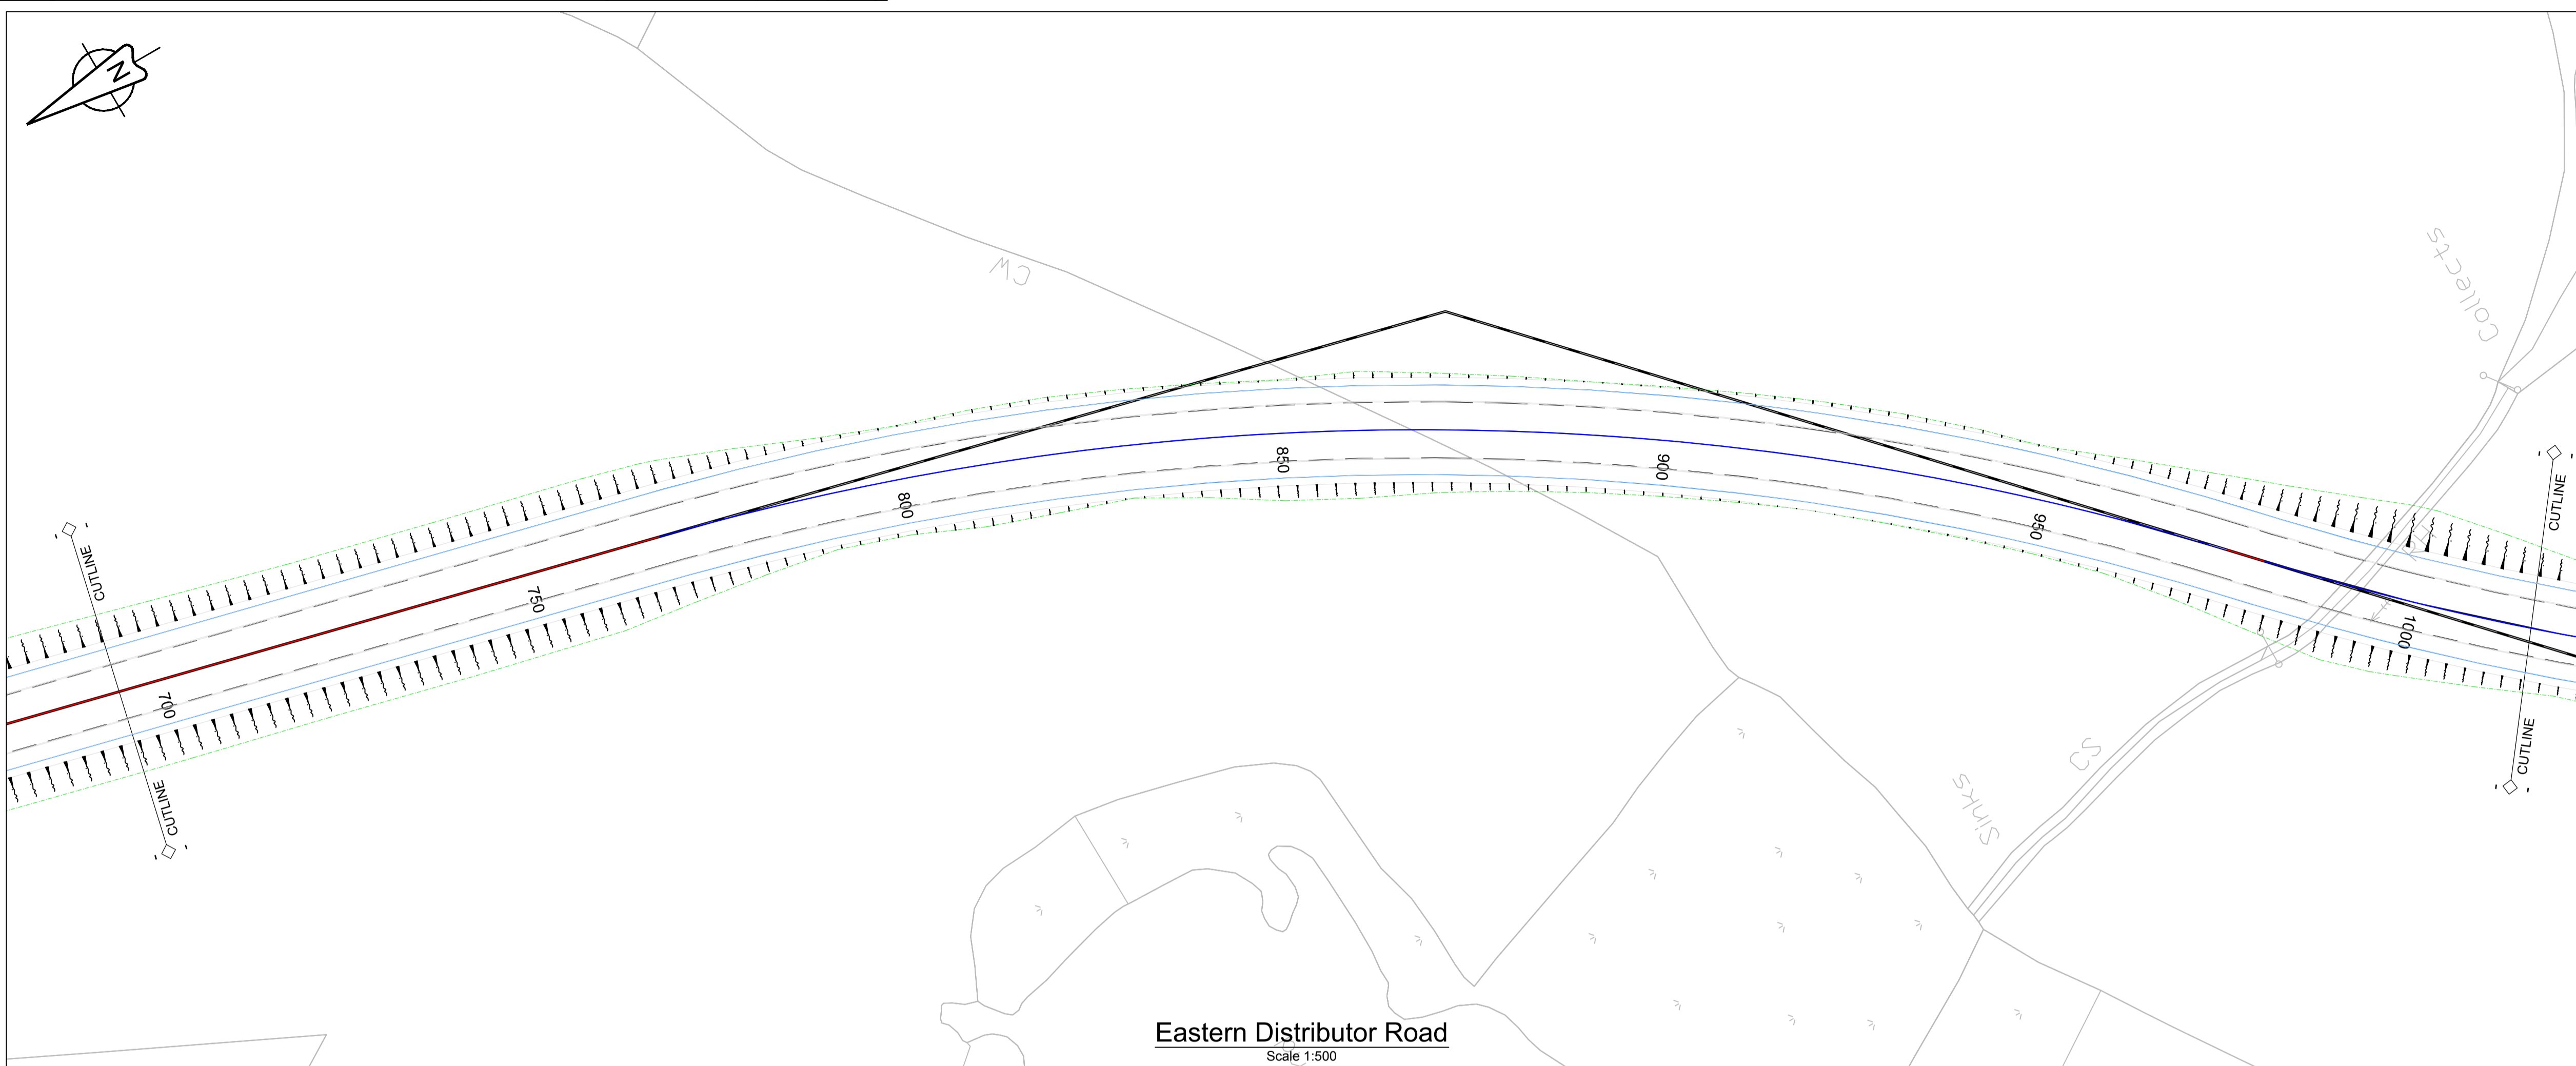 N
CW
Collects
850
900
800
950
CUTLINE
CUTLINE
750
1000
700
CUTLINE
CUTLINE
SJ
Sinks
Eastern Distributor Road
Scale 1:500